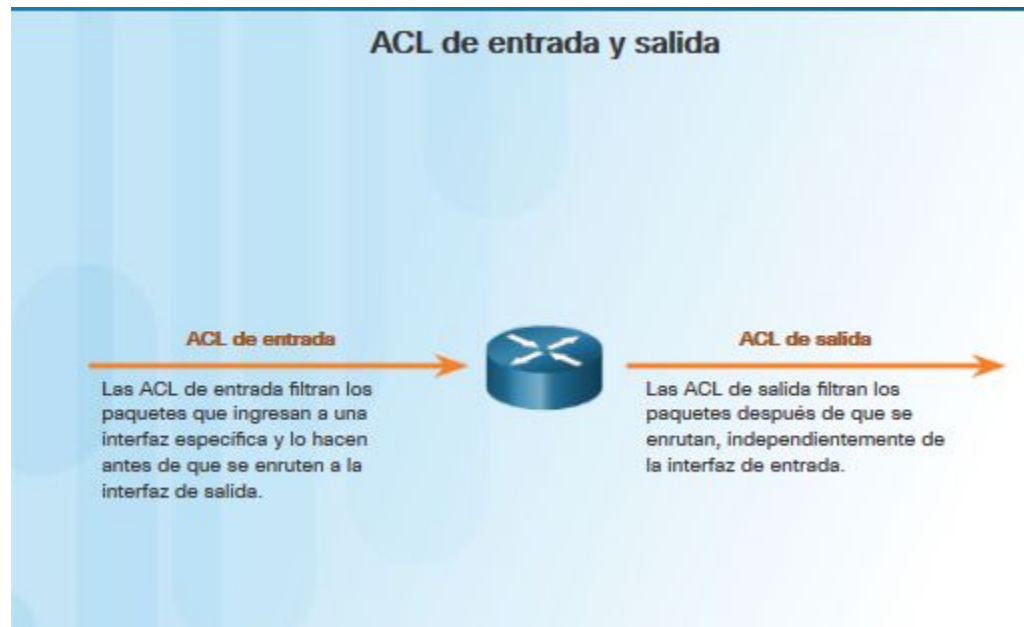 ACL de entrada y salida
ACL de entrada
Las ACL de entrada filtran los
paquetes que ingresan a una
interfaz específica y lo hacen
antes de que se enruten a la
interfaz de salida.
ACL de salida
Las ACL de salida filtran los
paquetes después de que se
enrutan, independientemente de
la interfaz de entrada.